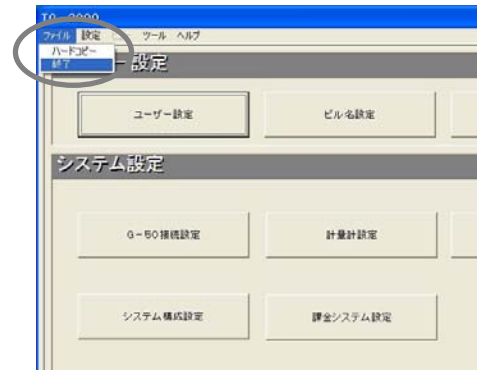 TG-2000
ファイル 設定 ツール ヘルプ
ハードコピー
終了
ー設定
ユーザー設定
ビル名設定
システム設定
G-50接続設定
計量計設定
システム構成設定
課金システム設定